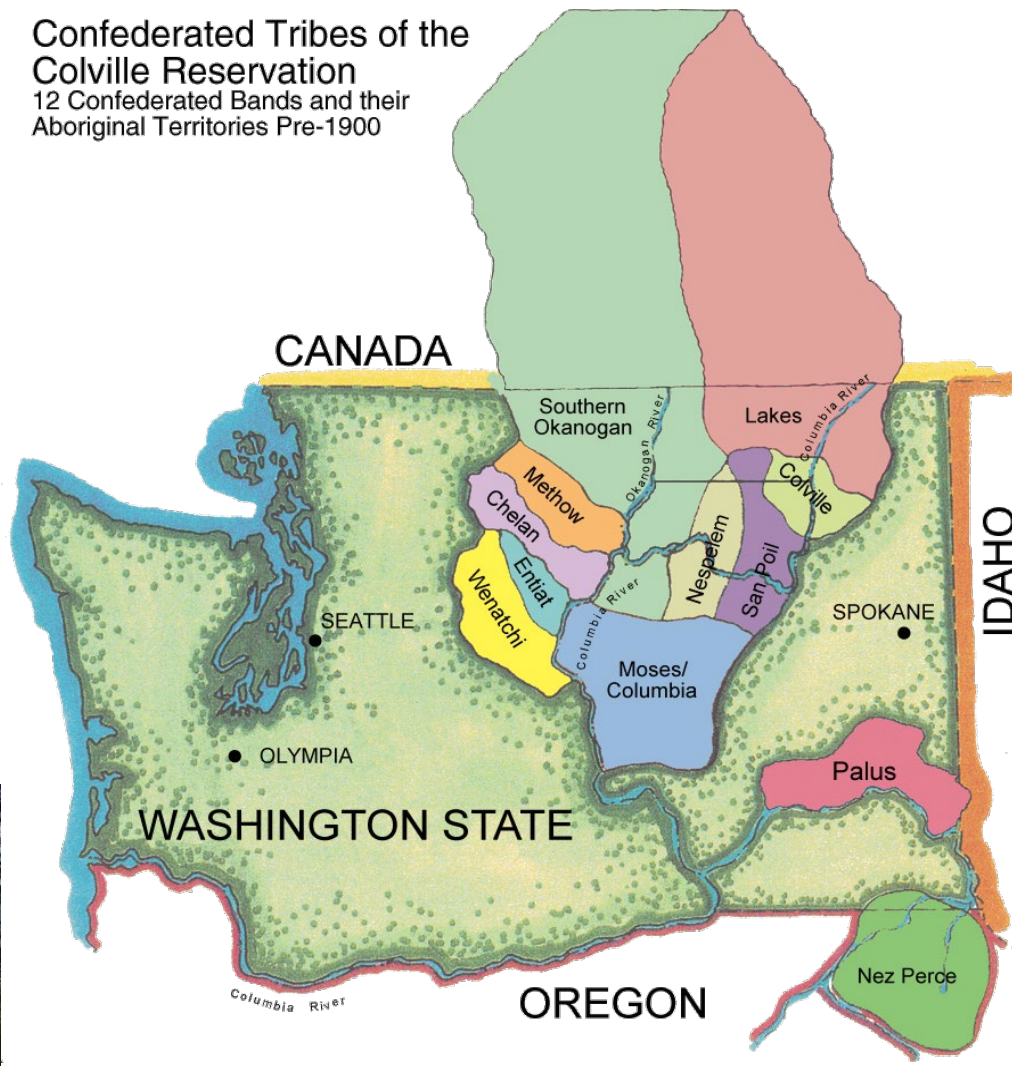 Confederated Tribes of the
Colville Reservation
12 Confederated Bands and their
Aboriginal Territories Pre-1900
CANADA
Southern
Okanogan
Okanogan River
Lakes
Columbia River
Methow
Chelan
Colville
Entiat
Wenatchi
Nespelem
San Poil
Columbia River
SEATTLE
SPOKANE
IDAHO
Moses/
Columbia
OLYMPIA
Palus
WASHINGTON STATE
Nez Perce
Columbia River
OREGON